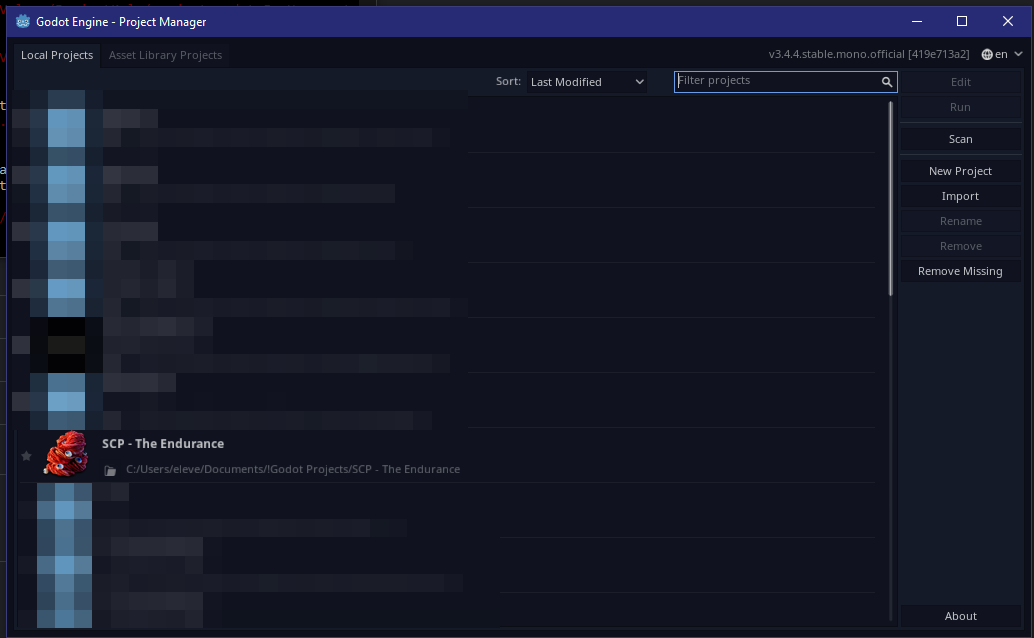 Godot Engine - Project Manager
Local Projects Asset Library Projects v3.4.4.stable.mono.official [419e713a2] en
Sort: Last Modified Filter projects Edit
Run
Scan
New Project
Import
Rename
Remove
Remove Missing
SCP - The Endurance
C:/Users/eleve/Documents/!Godot Projects/SCP - The Endurance
About